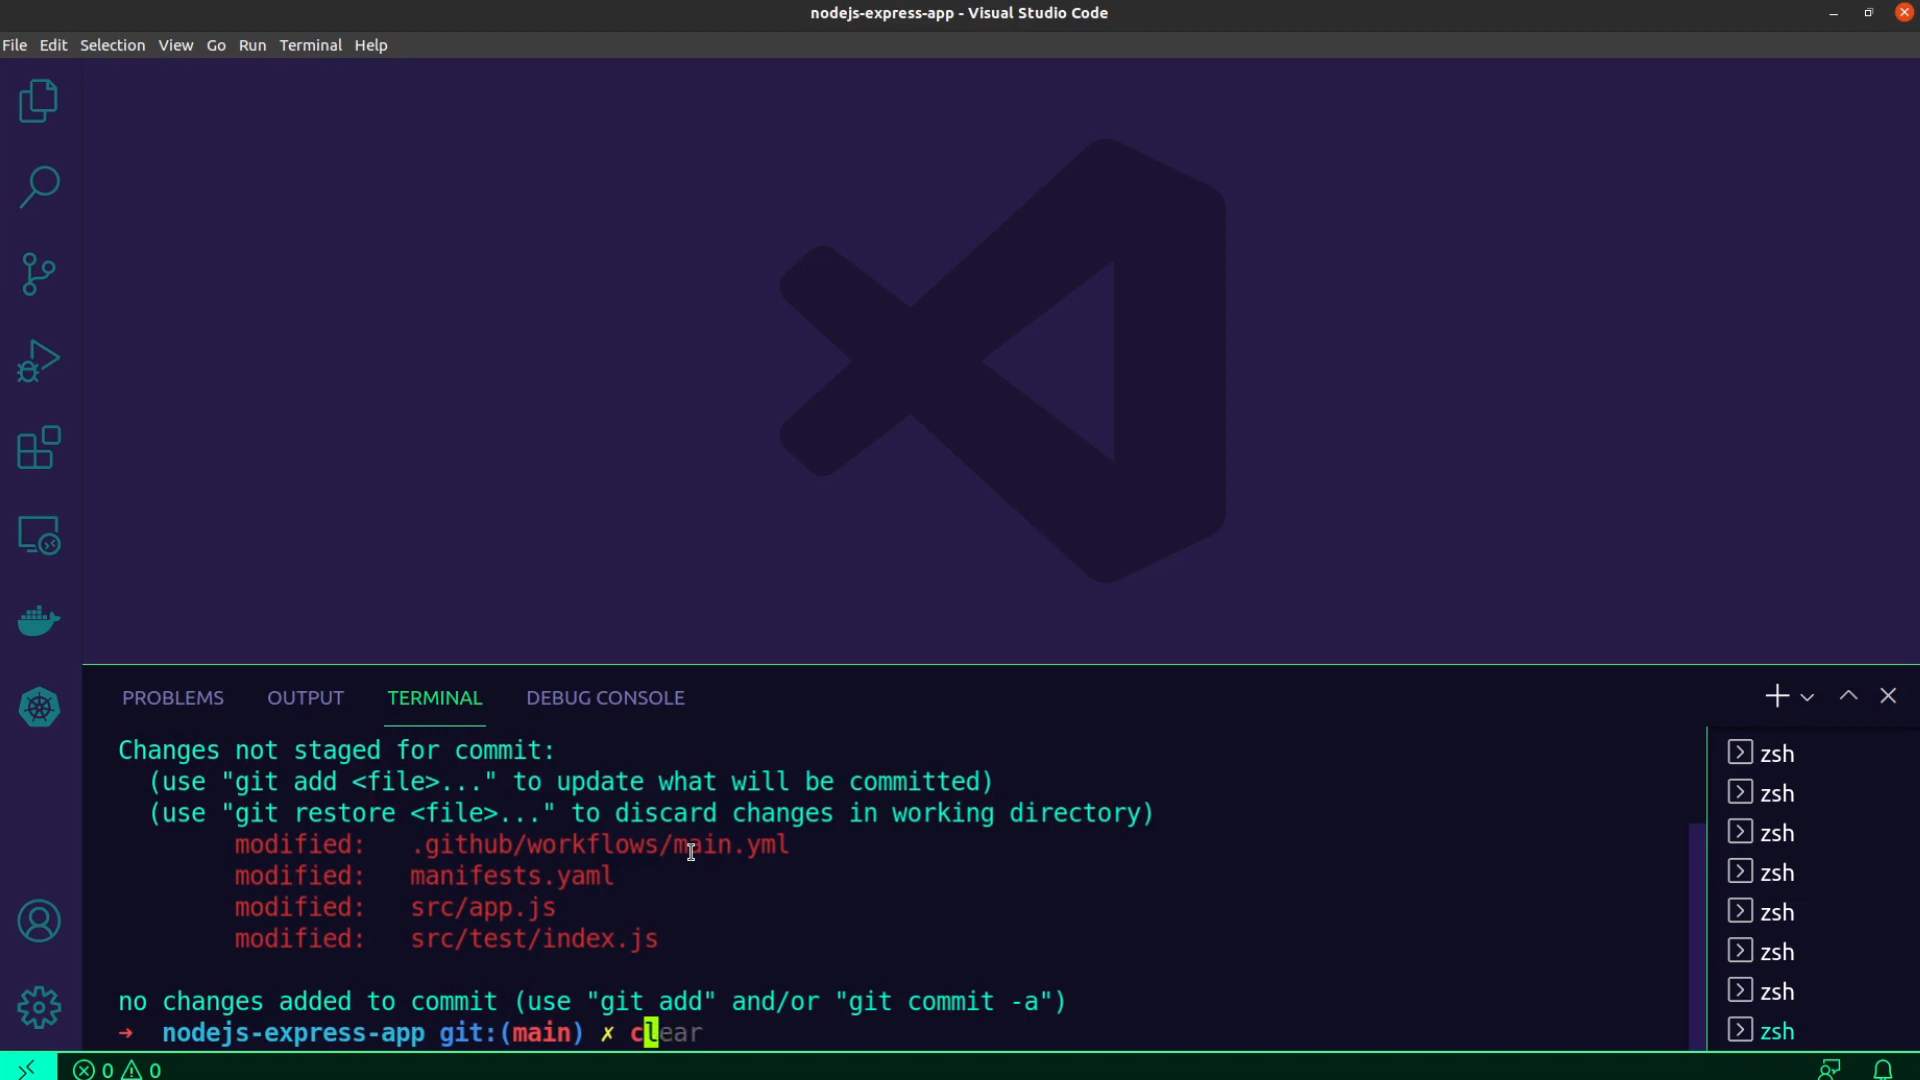 nodejs-express-app - Visual Studio Code
File Edit Selection View Go Run Terminal Help
PROBLEMS OUTPUT TERMINAL DEBUG CONSOLE
Changes not staged for commit:
(use "git add <file>..." to update what will be committed)
(use "git restore <file>..." to discard changes in working directory)
modified: .github/workflows/main.yml
modified: manifests.yaml
modified: src/app.js
modified: src/test/index.js
no changes added to commit (use "git add" and/or "git commit -a")
→ nodejs-express-app git:(main) ✗ clear
zsh
zsh
zsh
zsh
zsh
zsh
zsh
zsh
0 0